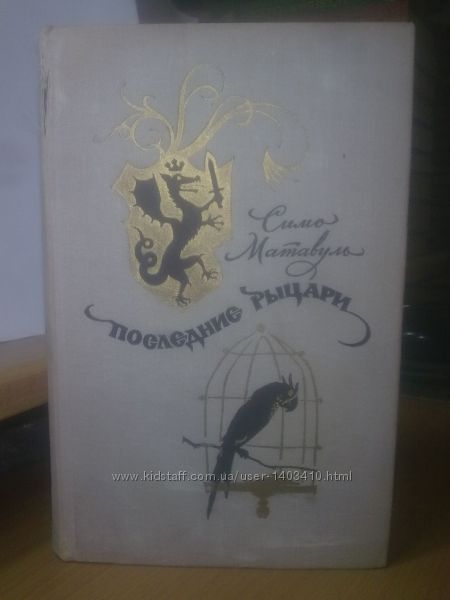 Симо
Матавуль
ПОСЛЕДНИЕ РЫЦАРИ
www.kidstaff.com.ua/user-1403410.html